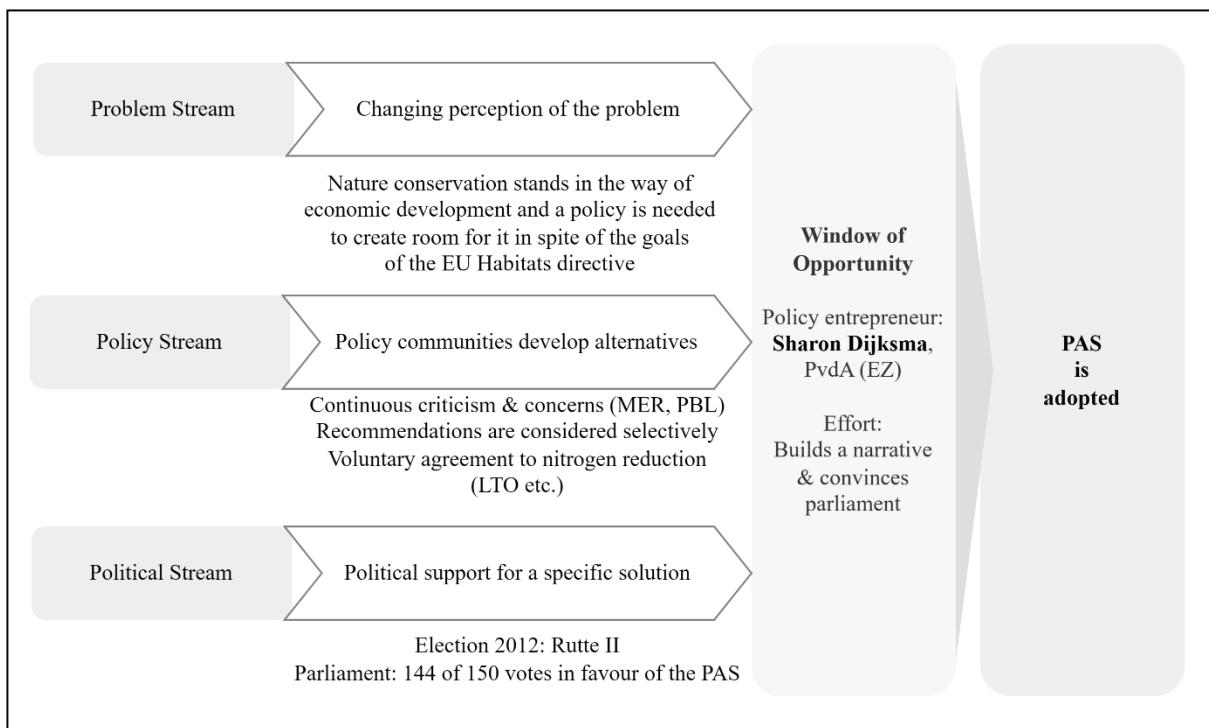 Problem Stream
Changing perception of the problem
Nature conservation stands in the way of
economic development and a policy is needed
to create room for it in spite of the goals
of the EU Habitats directive
Policy Stream
Policy communities develop alternatives
Continuous criticism & concerns (MER, PBL)
Recommendations are considered selectively
Voluntary agreement to nitrogen reduction
(LTO etc.)
Political Stream
Political support for a specific solution
Election 2012: Rutte II
Parliament: 144 of 150 votes in favour of the PAS
Window of
Opportunity
Policy entrepreneur:
Sharon Dijksma,
PvdA (EZ)
Effort:
Builds a narrative
& convinces
parliament
PAS
is
adopted